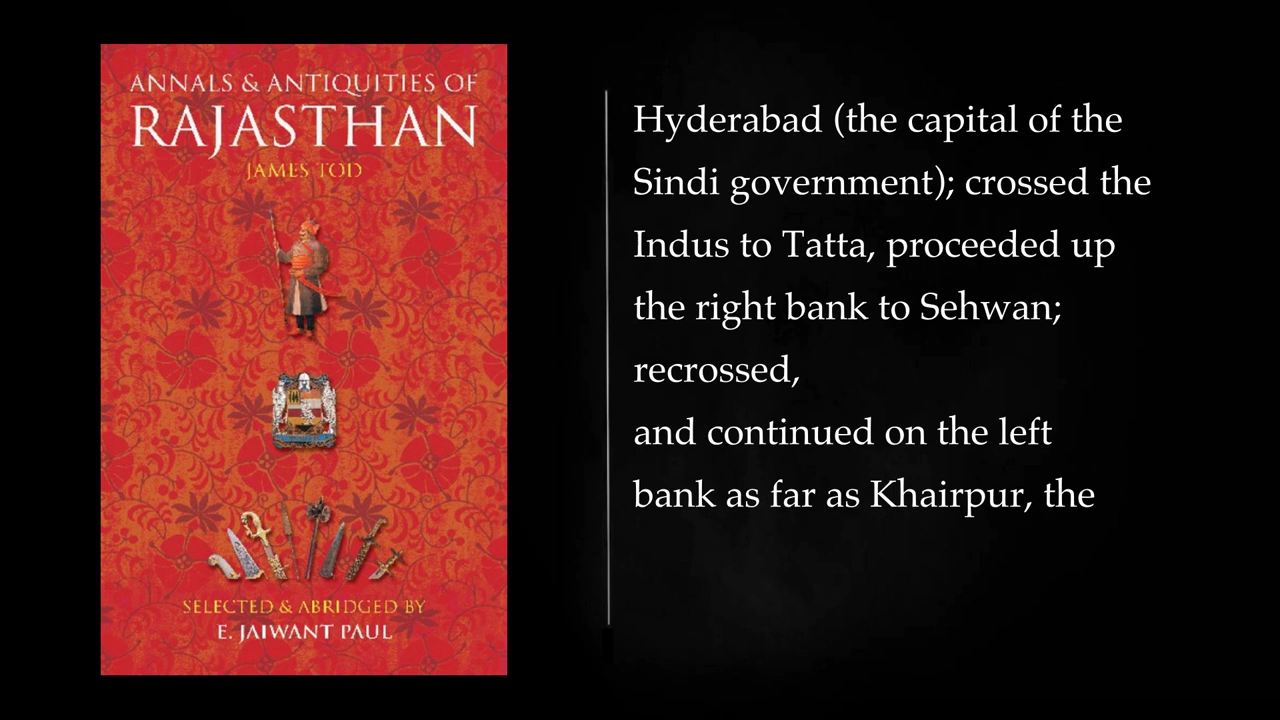 ANNALS & ANTIQUITIES OF
RAJASTHAN
JAMES TOD
SELECTED & ABRIDGED BY
E. JAIWANT PAUL
Hyderabad (the capital of the
Sindi government); crossed the
Indus to Tatta, proceeded up
the right bank to Sehwan;
recrossed,
and continued on the left
bank as far as Khairpur, the